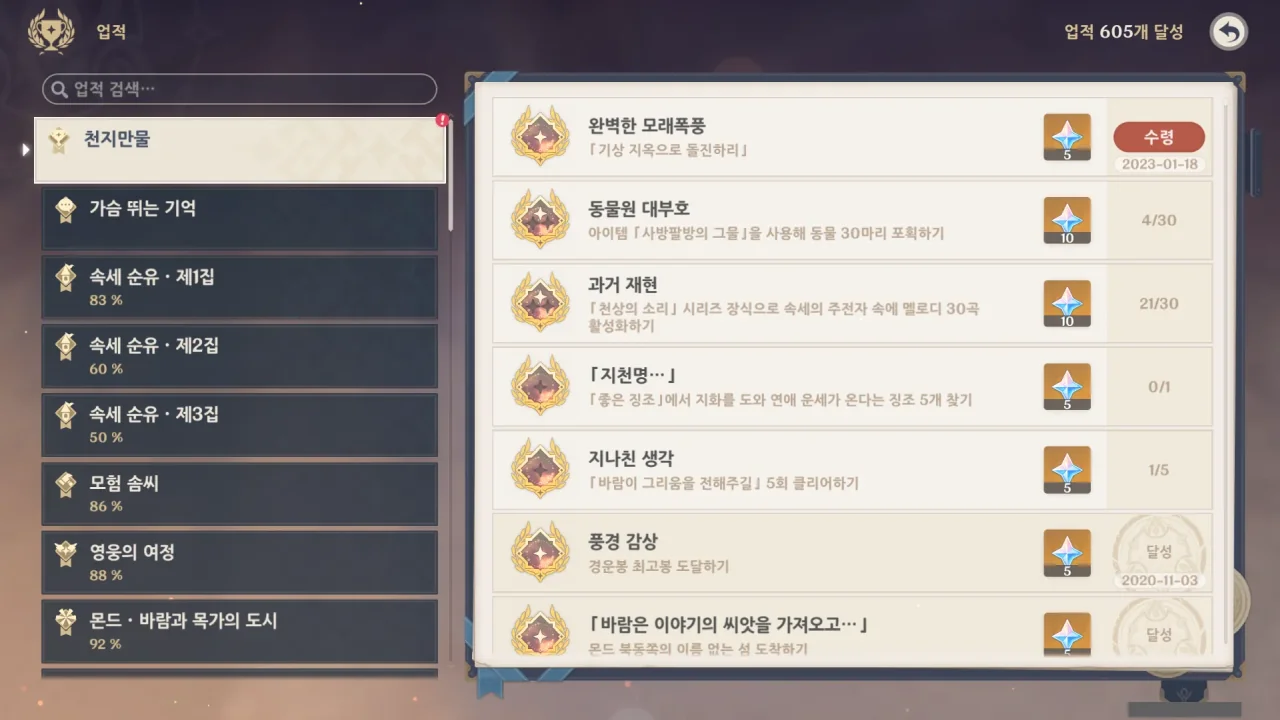 업적
업적 605개 달성
업적 검색…
천지만물
가슴 뛰는 기억
속세 순유 · 제1집
83 %
속세 순유 · 제2집
60 %
속세 순유 · 제3집
50 %
모험 솜씨
86 %
영웅의 여정
88 %
몬드 · 바람과 목가의 도시
92 %
완벽한 모래폭풍
「기상 지옥으로 돌진하리」
5
수령
2023-01-18
동물원 대부호
아이템 「사방팔방의 그물」을 사용해 동물 30마리 포획하기
10
4/30
과거 재현
「천상의 소리」 시리즈 장식으로 속세의 주전자 속에 멜로디 30곡
활성화하기
10
21/30
「지천명…」
「좋은 징조」에서 지화를 도와 연애 운세가 온다는 징조 5개 찾기
5
0/1
지나친 생각
「바람이 그리움을 전해주길」 5회 클리어하기
5
1/5
풍경 감상
경운봉 최고봉 도달하기
5
달성
2020-11-03
「바람은 이야기의 씨앗을 가져오고…」
몬드 북동쪽의 이름 없는 섬 도착하기
5
달성